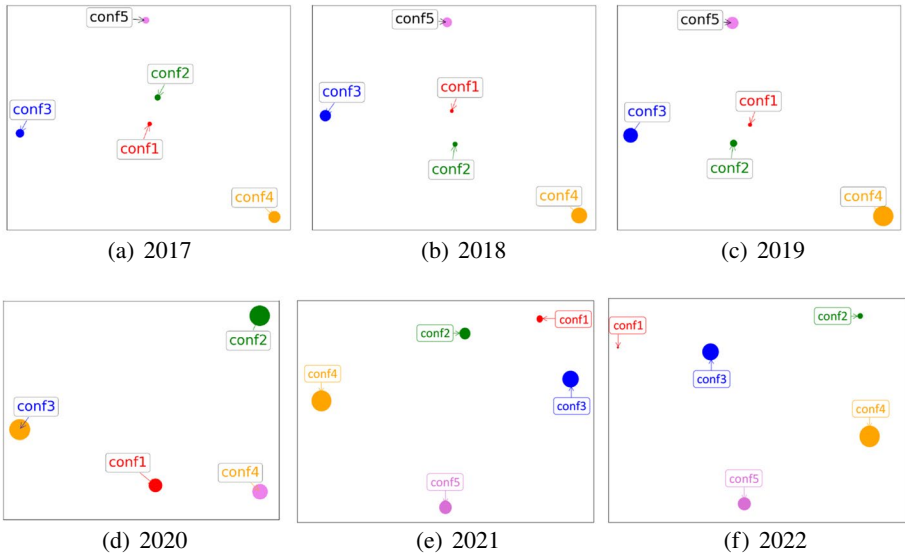 conf5
conf2
conf3
conf1
conf4
(a) 2017
conf5
conf3
conf1
conf2
conf4
(b) 2018
conf5
conf3
conf1
conf2
conf4
(c) 2019
conf2
conf3
conf1
conf4
(d) 2020
conf1
conf2
conf4
conf3
conf5
(e) 2021
conf2
conf1
conf3
conf4
conf5
(f) 2022